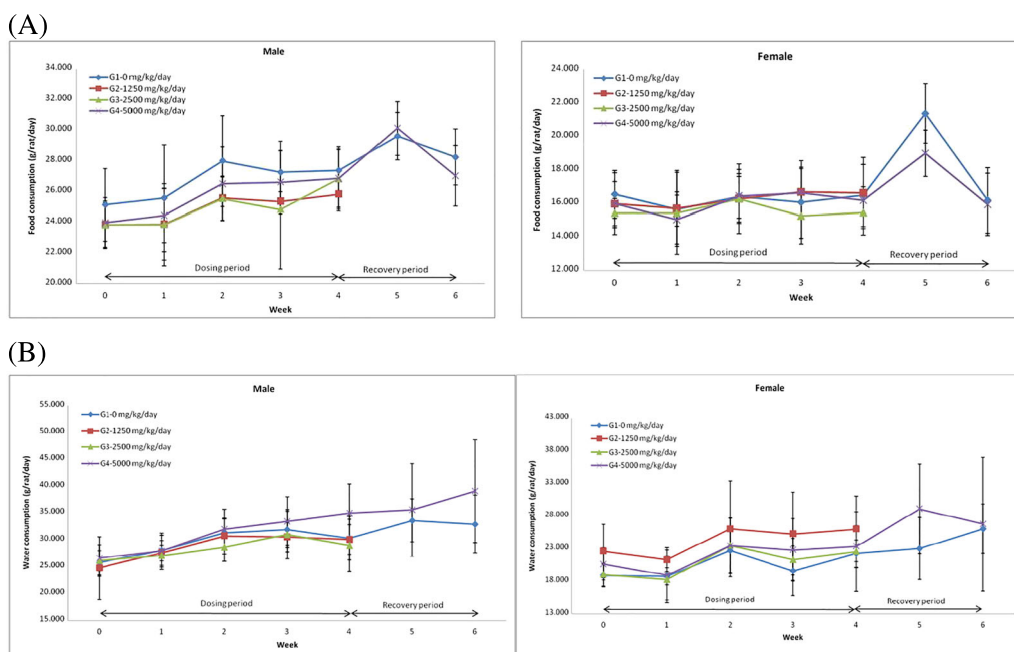 (A)
Male
Food consumption (g/rat/day)
34.000
32.000
30.000
28.000
26.000
24.000
22.000
20.000
G1-0 mg/kg/day
G2-1250 mg/kg/day
G3-2500 mg/kg/day
G4-5000 mg/kg/day
Dosing period
Recovery period
0 1 2 3 4 5 6
Week
Female
Food consumption (g/rat/day)
24.000
22.000
20.000
18.000
16.000
14.000
12.000
G1-0 mg/kg/day
G2-1250 mg/kg/day
G3-2500 mg/kg/day
G4-5000 mg/kg/day
Dosing period
Recovery period
0 1 2 3 4 5 6
Week
(B)
Male
Water consumption (g/rat/day)
55.000
50.000
45.000
40.000
35.000
30.000
25.000
20.000
15.000
G1-0 mg/kg/day
G2-1250 mg/kg/day
G3-2500 mg/kg/day
G4-5000 mg/kg/day
Dosing period
Recovery period
0 1 2 3 4 5 6
Week
Female
Water consumption (g/rat/day)
43.000
38.000
33.000
28.000
23.000
18.000
13.000
G1-0 mg/kg/day
G2-1250 mg/kg/day
G3-2500 mg/kg/day
G4-5000 mg/kg/day
Dosing period
Recovery period
0 1 2 3 4 5 6
Week